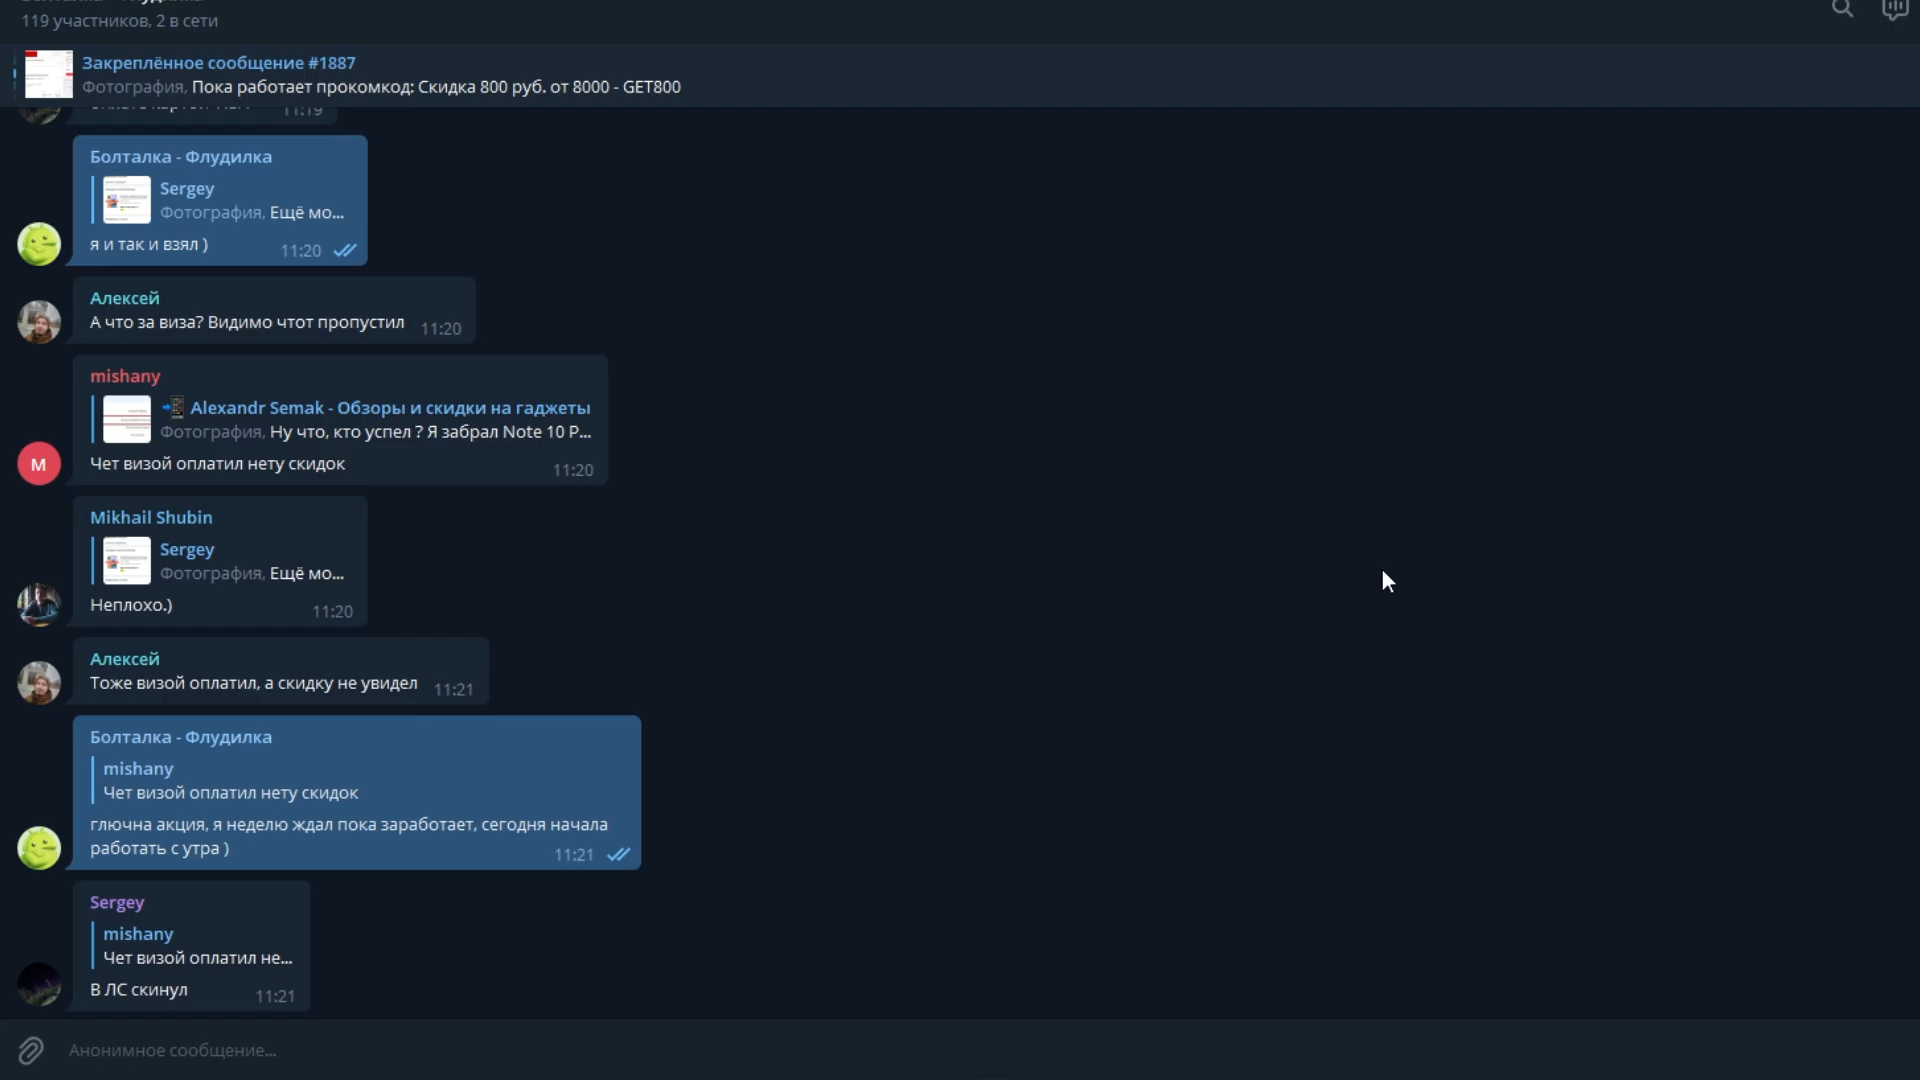 119 участников, 2 в сети
Закреплённое сообщение #1887
Фотография, Пока работает прокомкод: Скидка 800 руб. от 8000 - GET800
11:19
Болталка - Флудилка
Sergey
Фотография, Ещё мо...
я и так и взял )
11:20
Алексей
А что за виза? Видимо чтот пропустил
11:20
mishany
Alexandr Semak - Обзоры и скидки на гаджеты
Фотография, Ну что, кто успел ? Я забрал Note 10 P...
M
Чет визой оплатил нету скидок
11:20
Mikhail Shubin
Sergey
Фотография, Ещё мо...
Неплохо.)
11:20
Алексей
Тоже визой оплатил, а скидку не увидел
11:21
Болталка - Флудилка
mishany
Чет визой оплатил нету скидок
глючна акция, я неделю ждал пока заработает, сегодня начала
работать с утра )
11:21
Sergey
mishany
Чет визой оплатил не...
В ЛС скинул
11:21
Анонимное сообщение...